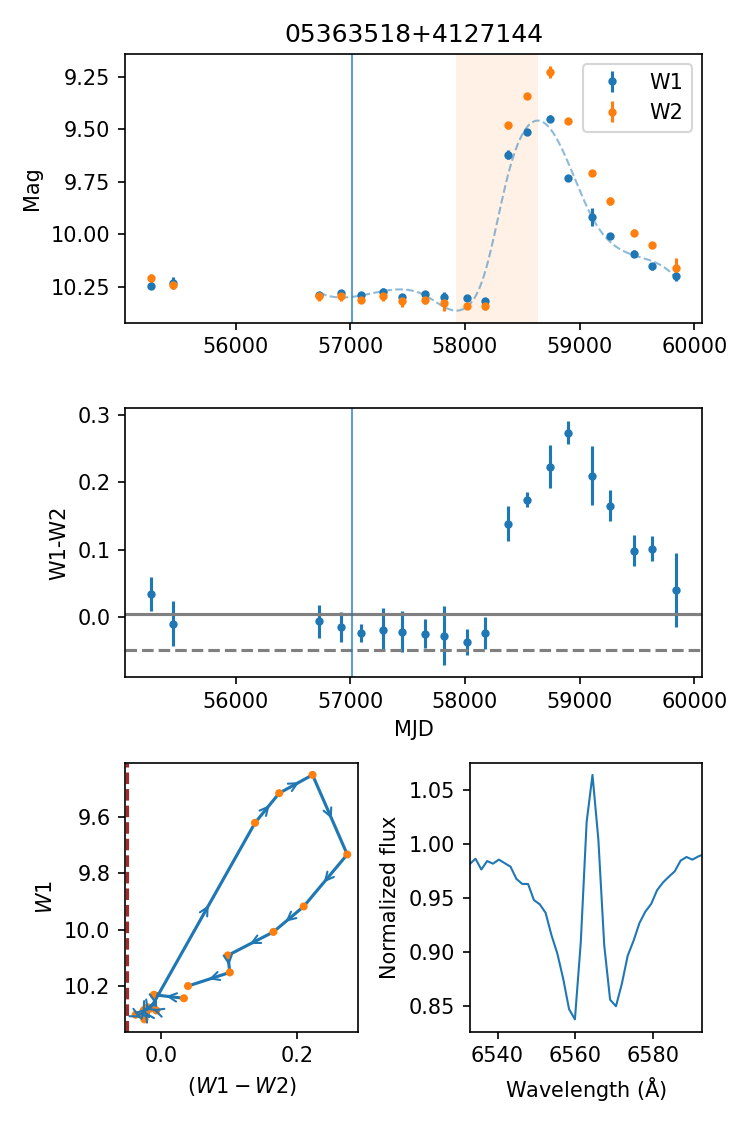 05363518+4127144
9.25
9.50
9.75
10.00
10.25
Mag
W1
W2
56000 57000 58000 59000 60000
0.3
0.2
0.1
0.0
W1-W2
56000 57000 58000 59000 60000
MJD
9.6
9.8
10.0
10.2
W1
0.0 0.2
(W1 − W2)
1.05
1.00
0.95
0.90
0.85
Normalized flux
6540 6560 6580
Wavelength (Å)